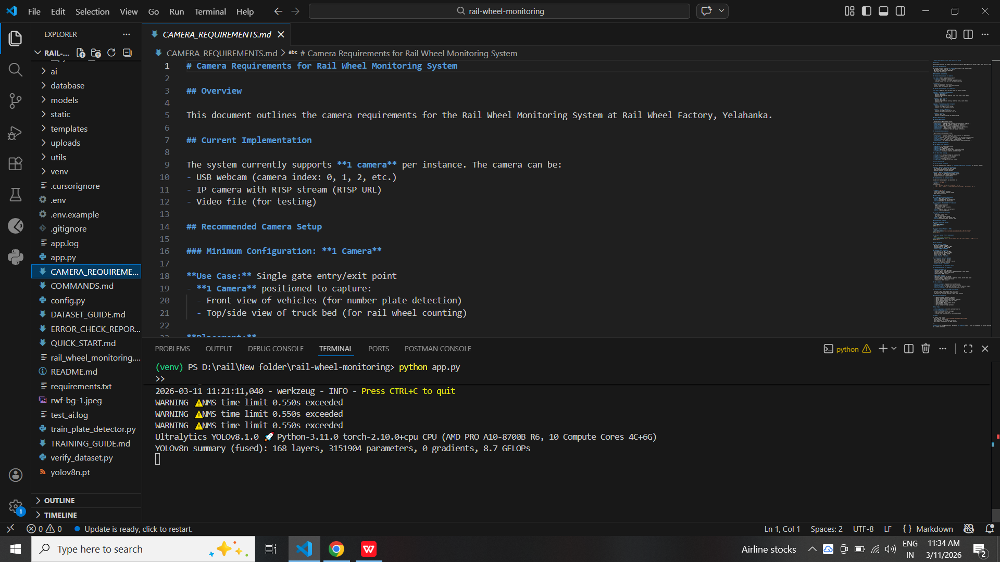 File Edit Selection View Go Run Terminal Help
rail-wheel-monitoring
EXPLORER
RAIL-...
ai
database
models
static
templates
uploads
utils
venv
.cursorignore
.env
.env.example
.gitignore
app.log
app.py
CAMERA_REQUIREME...
COMMANDS.md
config.py
DATASET_GUIDE.md
ERROR_CHECK_REPOR...
QUICK_START.md
rail_wheel_monitoring....
README.md
requirements.txt
rwf-bg-1.jpeg
test_ai.log
train_plate_detector.py
TRAINING_GUIDE.md
verify_dataset.py
yolov8n.pt
OUTLINE
TIMELINE
CAMERA_REQUIREMENTS.md
CAMERA_REQUIREMENTS.md > abc # Camera Requirements for Rail Wheel Monitoring System
1 # Camera Requirements for Rail Wheel Monitoring System
2
3 ## Overview
4
5 This document outlines the camera requirements for the Rail Wheel Monitoring System at Rail Wheel Factory, Yelahanka.
6
7 ## Current Implementation
8
9 The system currently supports **1 camera** per instance. The camera can be:
10 - USB webcam (camera index: 0, 1, 2, etc.)
11 - IP camera with RTSP stream (RTSP URL)
12 - Video file (for testing)
13
14 ## Recommended Camera Setup
15
16 ### Minimum Configuration: **1 Camera**
17
18 **Use Case:** Single gate entry/exit point
19 - **1 Camera** positioned to capture:
20 - Front view of vehicles (for number plate detection)
21 - Top/side view of truck bed (for rail wheel counting)
22
23 **Placement:**
PROBLEMS OUTPUT DEBUG CONSOLE TERMINAL PORTS POSTMAN CONSOLE
python
(venv) PS D:\rail\New folder\rail-wheel-monitoring> python app.py
>>
2026-03-11 11:21:11,040 - werkzeug - INFO - Press CTRL+C to quit
WARNING ⚠️NMS time limit 0.550s exceeded
WARNING ⚠️NMS time limit 0.550s exceeded
WARNING ⚠️NMS time limit 0.550s exceeded
Ultralytics YOLOv8.1.0 🚀 Python-3.11.0 torch-2.10.0+cpu CPU (AMD PRO A10-8700B R6, 10 Compute Cores 4C+6G)
YOLOv8n summary (fused): 168 layers, 3151904 parameters, 0 gradients, 8.7 GFLOPs
1
0 0 Update is ready, click to restart.
Ln 1, Col 1 Spaces: 2 UTF-8 LF { } Markdown
Type here to search
Airline stocks
ENG
IN
11:34 AM
3/11/2026
2